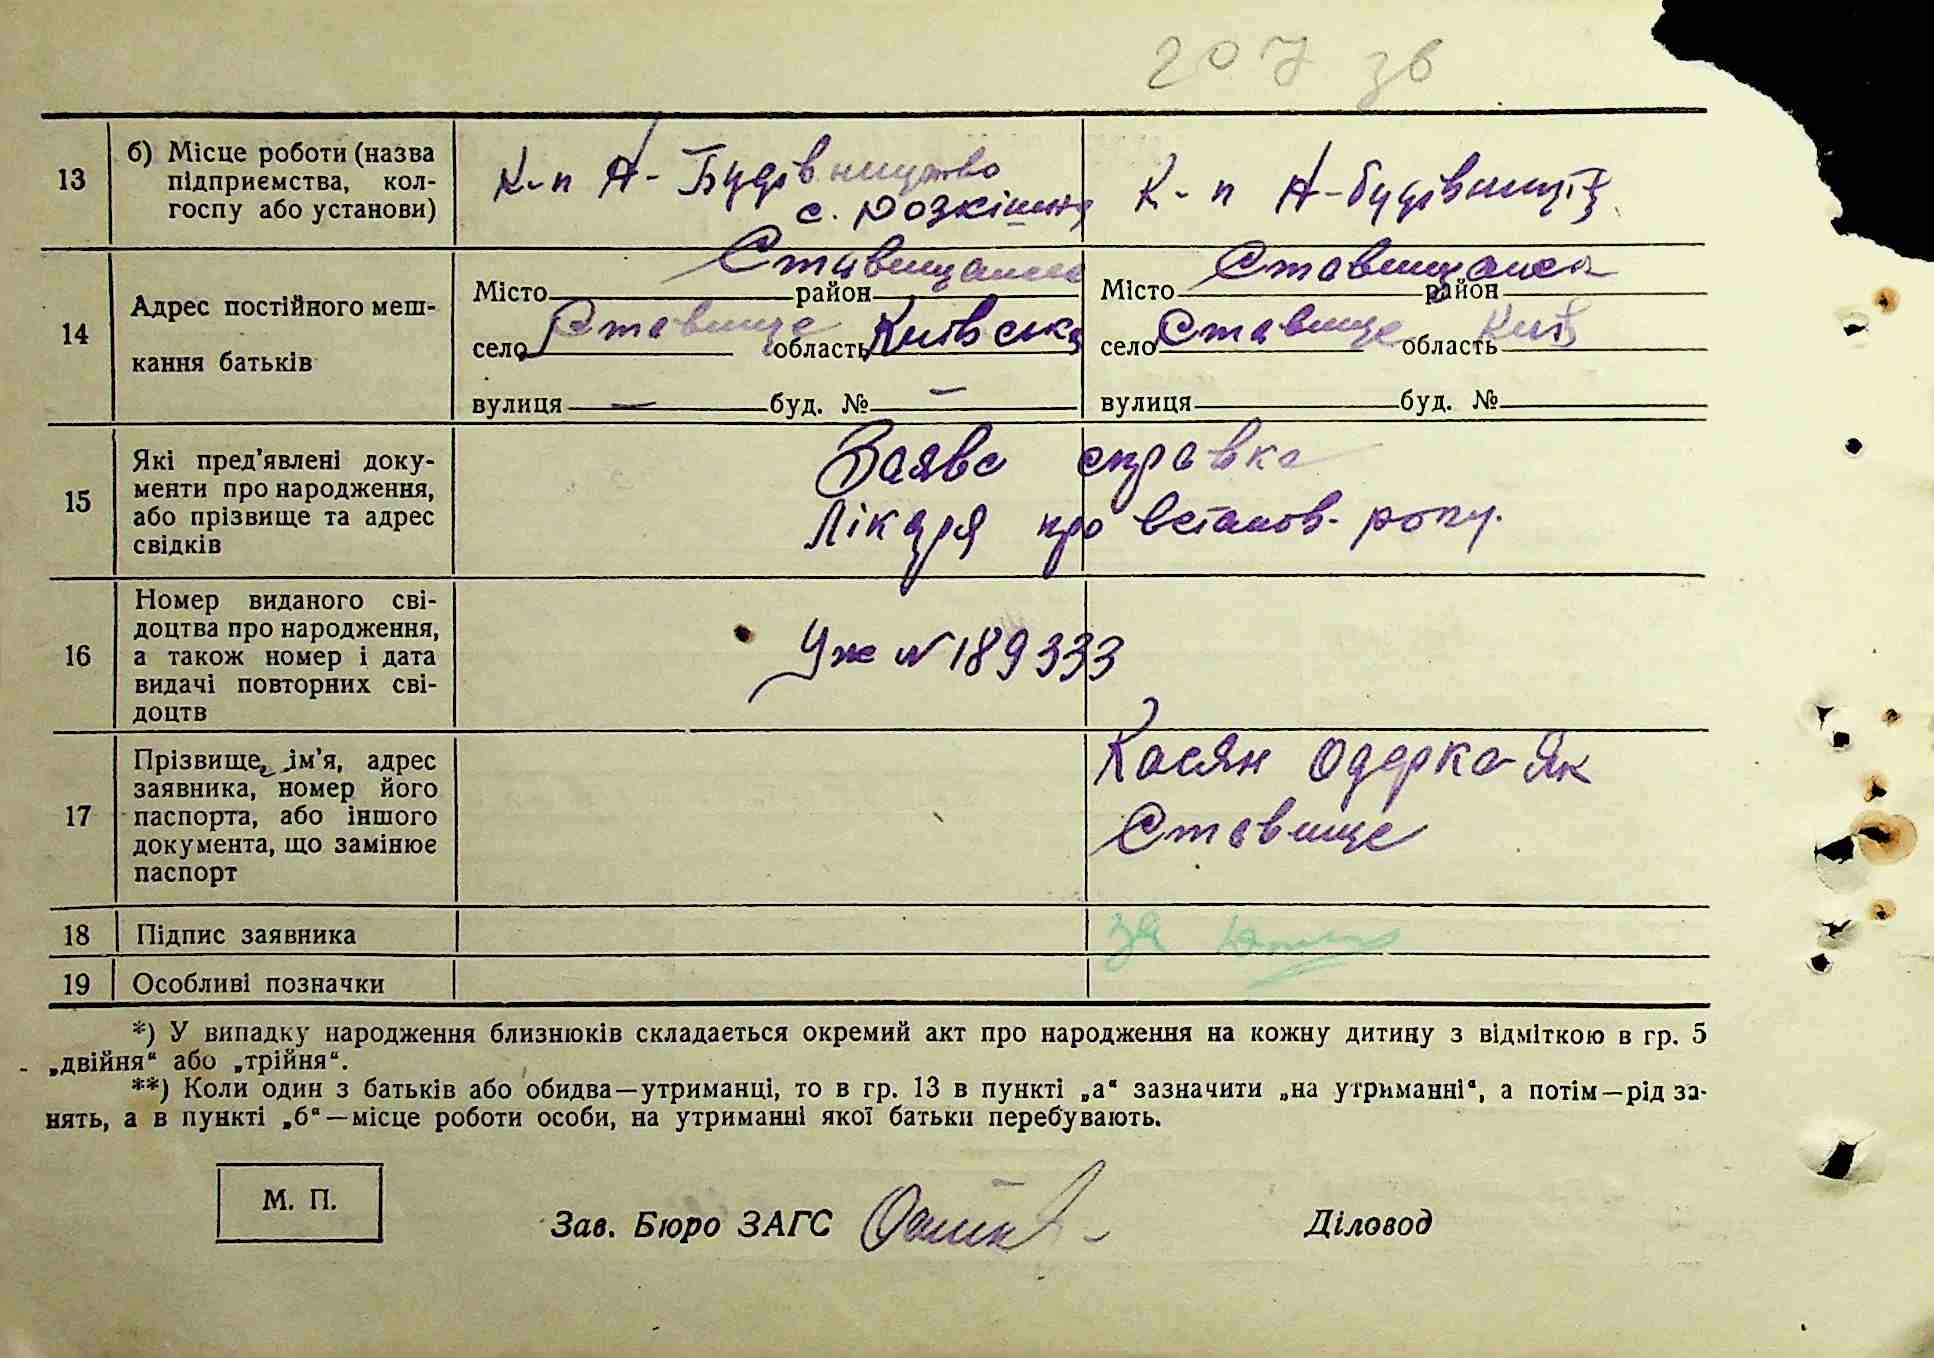 207 зв
13
б) Місце роботи (назва
підприємства, кол-
госпу або установи)
К-п А-Будівництво
с. Розкішна
К-п А-будівниц
14
Адрес постійного меш-
кання батьків
Місто район Ставищанск
село Ставище область Київська
вулиця — буд. № —
Місто район Ставищанск
село Ставище область Київ
вулиця буд. №
15
Які пред'явлені доку-
менти про народження,
або прізвище та адрес
свідків
Заява справка
Лікаря про встанов. року.
16
Номер виданого сві-
доцтва про народження,
а також номер і дата
видачі повторних сві-
доцтв
Уж № 189333
17
Прізвище, ім'я, адрес
заявника, номер його
паспорта, або іншого
документа, що замінює
паспорт
Касян Одерка-Як
Ставище
18
Підпис заявника
за
19
Особливі позначки
*) У випадку народження близнюків складається окремий акт про народження на кожну дитину з відміткою в гр. 5
„двійня“ або „трійня“.
**) Коли один з батьків або обидва—утриманці, то в гр. 13 в пункті „а“ зазначити „на утриманні“, а потім—рід за-
нять, а в пункті „б“—місце роботи особи, на утриманні якої батьки перебувають.
М. П.
Зав. Бюро ЗАГС
Діловод